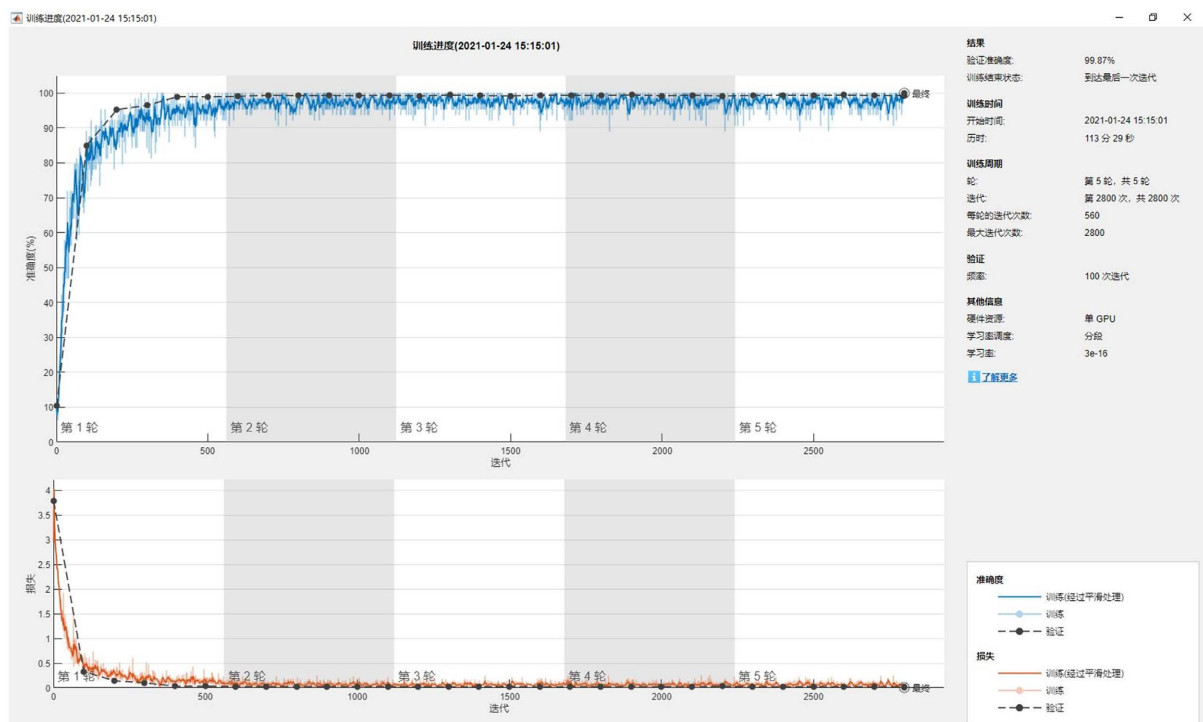 训练进度(2021-01-24 15:15:01)
训练进度(2021-01-24 15:15:01)
准确度(%)
100
90
80
70
60
50
40
30
20
10
0
最终
第 1 轮
第 2 轮
第 3 轮
第 4 轮
第 5 轮
0
500
1000
1500
2000
2500
迭代
损失
4
3.5
3
2.5
2
1.5
1
0.5
0
最终
第 1 轮
第 2 轮
第 3 轮
第 4 轮
第 5 轮
0
500
1000
1500
2000
2500
迭代
结果
验证准确度: 99.87%
训练结束状态: 到达最后一次迭代
训练时间
开始时间: 2021-01-24 15:15:01
历时: 113 分 29 秒
训练周期
轮: 第 5 轮，共 5 轮
迭代: 第 2800 次，共 2800 次
每轮的迭代次数: 560
最大迭代次数: 2800
验证
频率: 100 次迭代
其他信息
硬件资源: 单 GPU
学习率调度: 分段
学习率: 3e-16
i 了解更多
准确度
训练(经过平滑处理)
训练
验证
损失
训练(经过平滑处理)
训练
验证